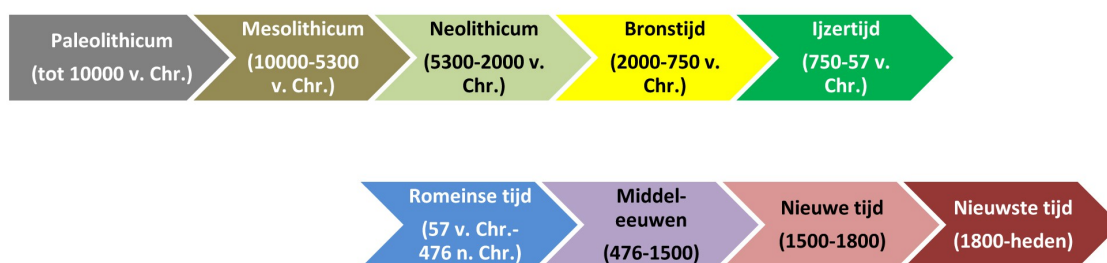 Paleolithicum
(tot 10000 v. Chr.)
Mesolithicum
(10000-5300
v. Chr.)
Neolithicum
(5300-2000 v.
Chr.)
Bronstijd
(2000-750 v.
Chr.)
Ijzertijd
(750-57 v.
Chr.)
Romeinse tijd
(57 v. Chr.-
476 n. Chr.)
Middel-
eeuwen
(476-1500)
Nieuwe tijd
(1500-1800)
Nieuwste tijd
(1800-heden)